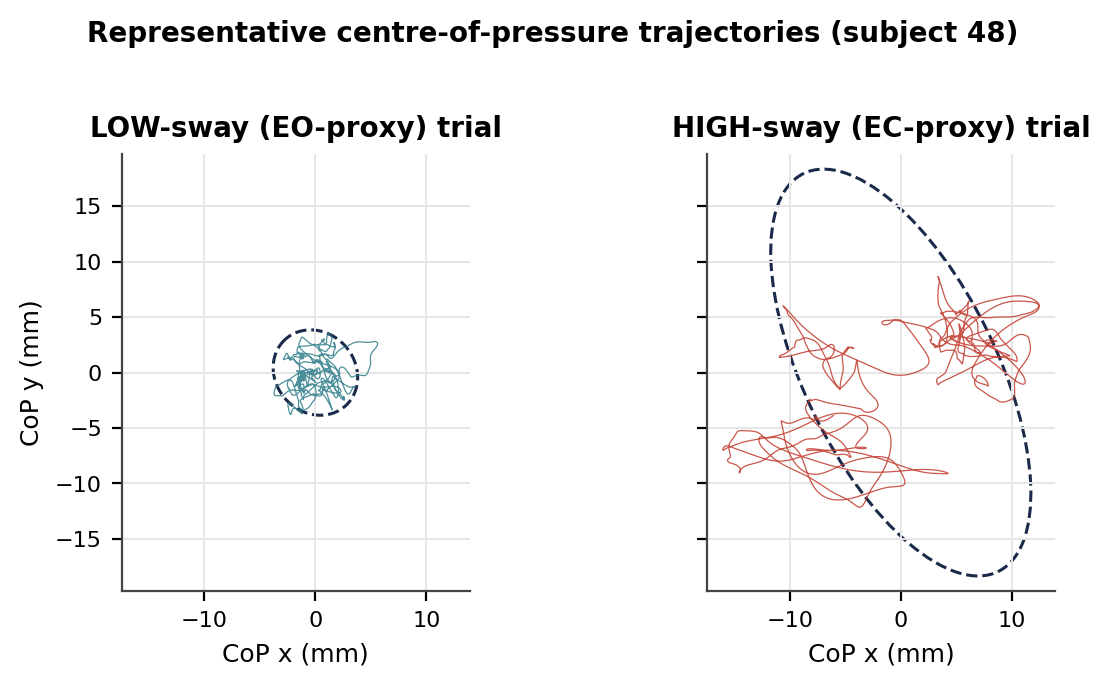 Representative centre-of-pressure trajectories (subject 48)
LOW-sway (EO-proxy) trial
HIGH-sway (EC-proxy) trial
CoP y (mm)
15
10
5
0
−5
−10
−15
−10 0 10
CoP x (mm)
−10 0 10
CoP x (mm)